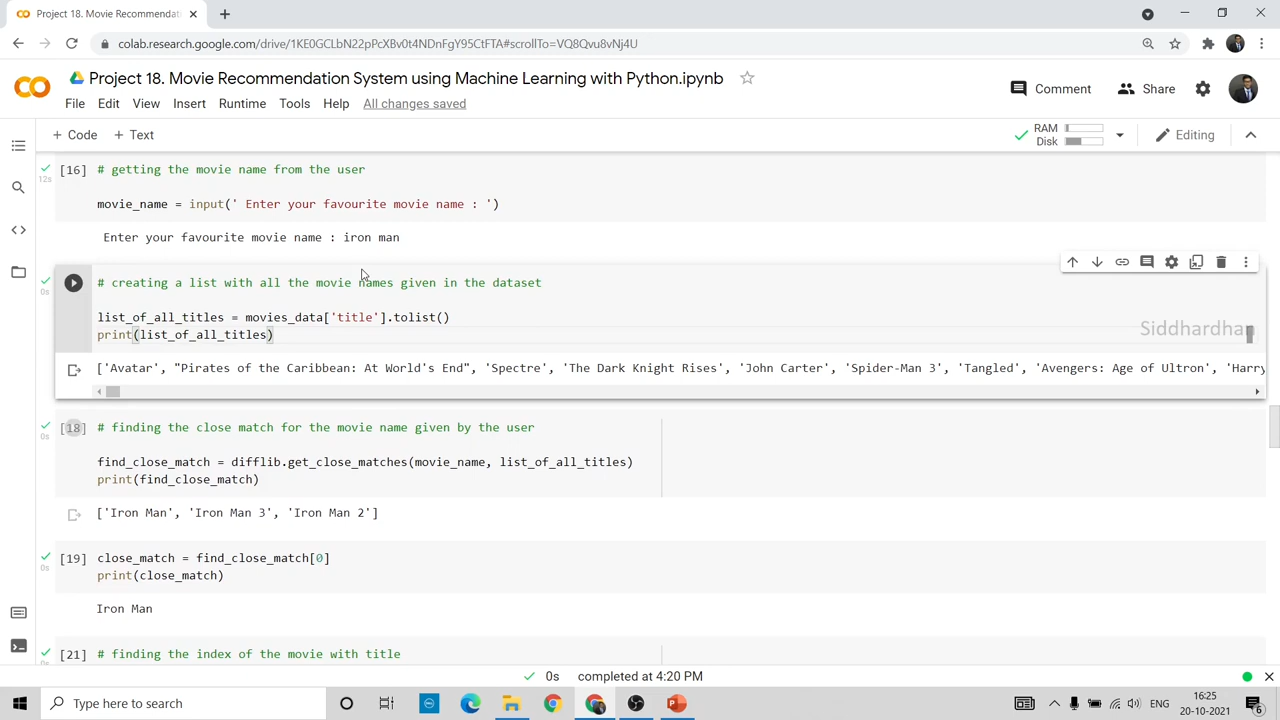 Project 18. Movie Recommendati
colab.research.google.com/drive/1KE0GCLbN22pPcXBv0t4NDnFgY95CtFTA#scrollTo=VQ8Qvu8vNj4U
Project 18. Movie Recommendation System using Machine Learning with Python.ipynb
Comment
Share
File Edit View Insert Runtime Tools Help All changes saved
+ Code + Text
RAM
Disk
Editing
[16] # getting the movie name from the user
12s
movie_name = input(' Enter your favourite movie name : ')
Enter your favourite movie name : iron man
# creating a list with all the movie names given in the dataset
0s
list_of_all_titles = movies_data['title'].tolist()
print(list_of_all_titles)
Siddhardhan
['Avatar', "Pirates of the Caribbean: At World's End", 'Spectre', 'The Dark Knight Rises', 'John Carter', 'Spider-Man 3', 'Tangled', 'Avengers: Age of Ultron', 'Harry
[18] # finding the close match for the movie name given by the user
0s
find_close_match = difflib.get_close_matches(movie_name, list_of_all_titles)
print(find_close_match)
['Iron Man', 'Iron Man 3', 'Iron Man 2']
[19] close_match = find_close_match[0]
0s
print(close_match)
Iron Man
[21] # finding the index of the movie with title
0s completed at 4:20 PM
Type here to search
ENG
16:25
20-10-2021
6